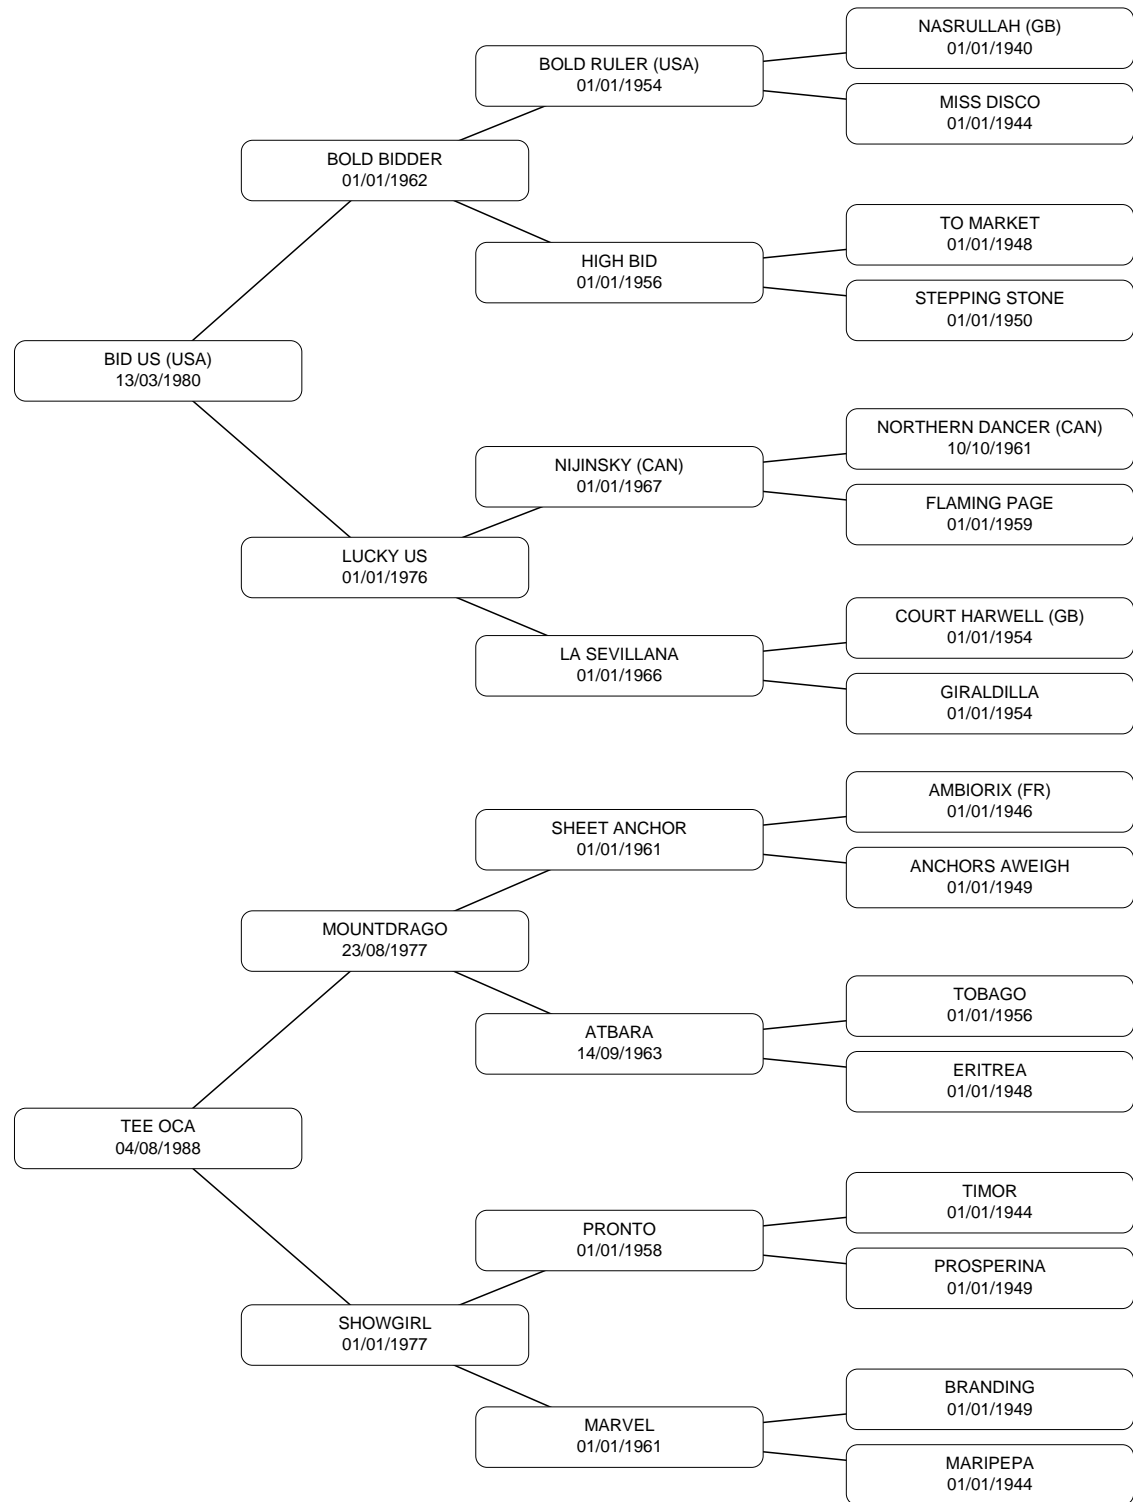 NASRULLAH (GB)
01/01/1940
BOLD RULER (USA)
01/01/1954
MISS DISCO
01/01/1944
BOLD BIDDER
01/01/1962
TO MARKET
01/01/1948
HIGH BID
01/01/1956
STEPPING STONE
01/01/1950
BID US (USA)
13/03/1980
NORTHERN DANCER (CAN)
10/10/1961
NIJINSKY (CAN)
01/01/1967
FLAMING PAGE
01/01/1959
LUCKY US
01/01/1976
COURT HARWELL (GB)
01/01/1954
LA SEVILLANA
01/01/1966
GIRALDILLA
01/01/1954
AMBIORIX (FR)
01/01/1946
SHEET ANCHOR
01/01/1961
ANCHORS AWEIGH
01/01/1949
MOUNTDRAGO
23/08/1977
TOBAGO
01/01/1956
ATBARA
14/09/1963
ERITREA
01/01/1948
TEE OCA
04/08/1988
TIMOR
01/01/1944
PRONTO
01/01/1958
PROSPERINA
01/01/1949
SHOWGIRL
01/01/1977
BRANDING
01/01/1949
MARVEL
01/01/1961
MARIPEPA
01/01/1944